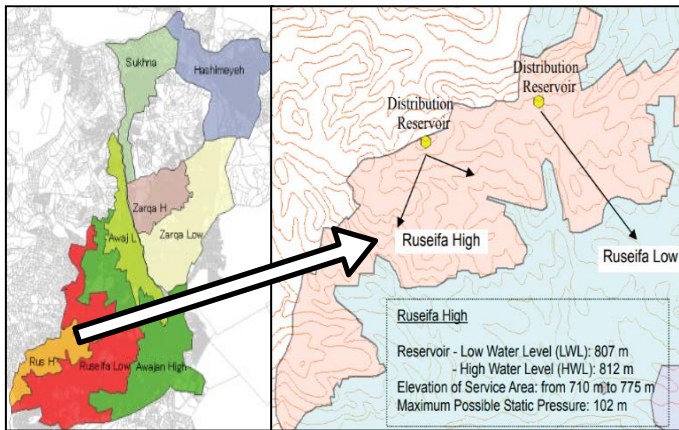 Sukhna
Hashimeyeh
Zarqa H
Zarqa Low
Awaj L
Rus H
Ruseifa Low
Awajan High
Distribution
Reservoir
Distribution
Reservoir
Ruseifa High
Ruseifa Low
Ruseifa High
Reservoir - Low Water Level (LWL): 807 m
- High Water Level (HWL): 812 m
Elevation of Service Area: from 710 m to 775 m
Maximum Possible Static Pressure: 102 m